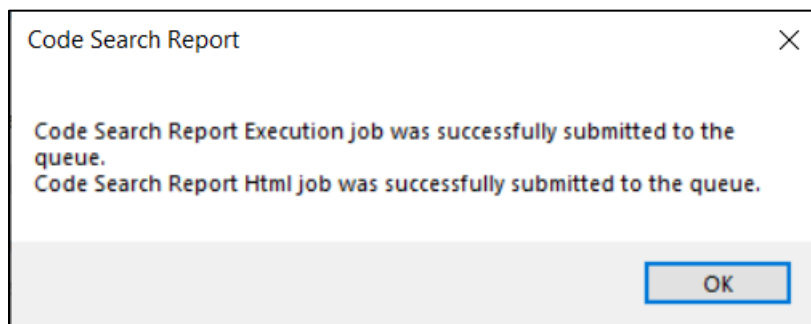 Code Search Report
Code Search Report Execution job was successfully submitted to the
queue.
Code Search Report Html job was successfully submitted to the queue.
OK